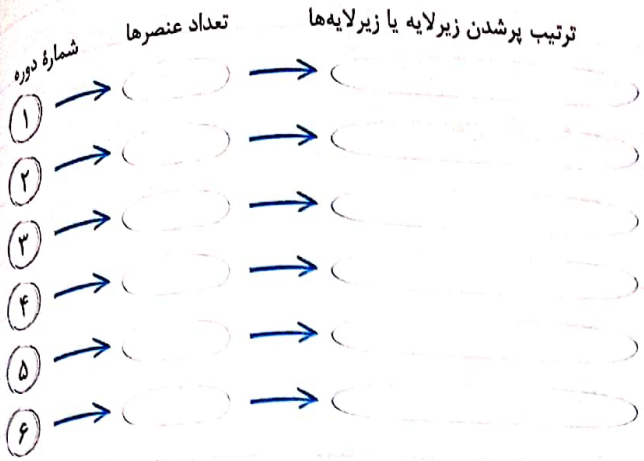 شمارهٔ دوره
تعداد عنصرها
ترتیب پرشدن زیرلایه یا زیرلایه‌ها
۱
۲
۳
۴
۵
۶